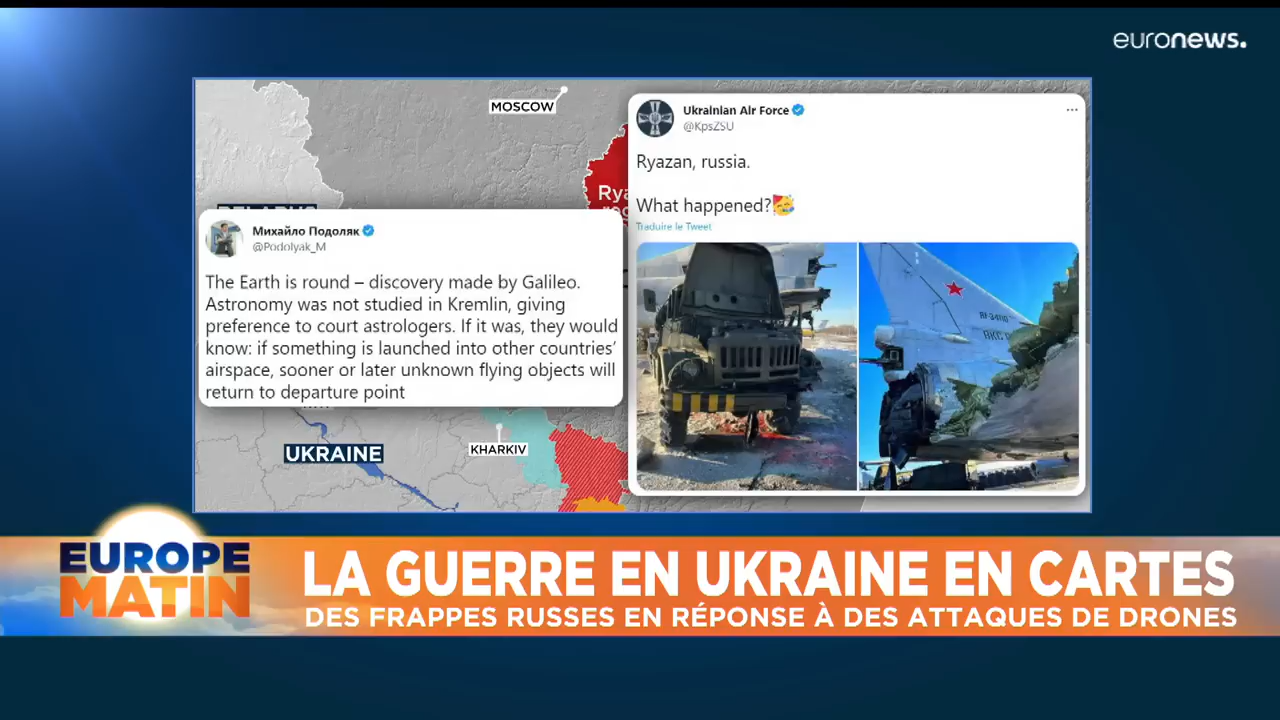 euronews.
MOSCOW
Ukrainian Air Force
@KpsZSU
Ryazan, russia.
What happened?
Traduire le Tweet
Rya
Михайло Подоляк
@Podolyak_M
The Earth is round – discovery made by Galileo.
Astronomy was not studied in Kremlin, giving
preference to court astrologers. If it was, they would
know: if something is launched into other countries’
airspace, sooner or later unknown flying objects will
return to departure point
UKRAINE
KHARKIV
EUROPE
MATIN
LA GUERRE EN UKRAINE EN CARTES
DES FRAPPES RUSSES EN RÉPONSE À DES ATTAQUES DE DRONES